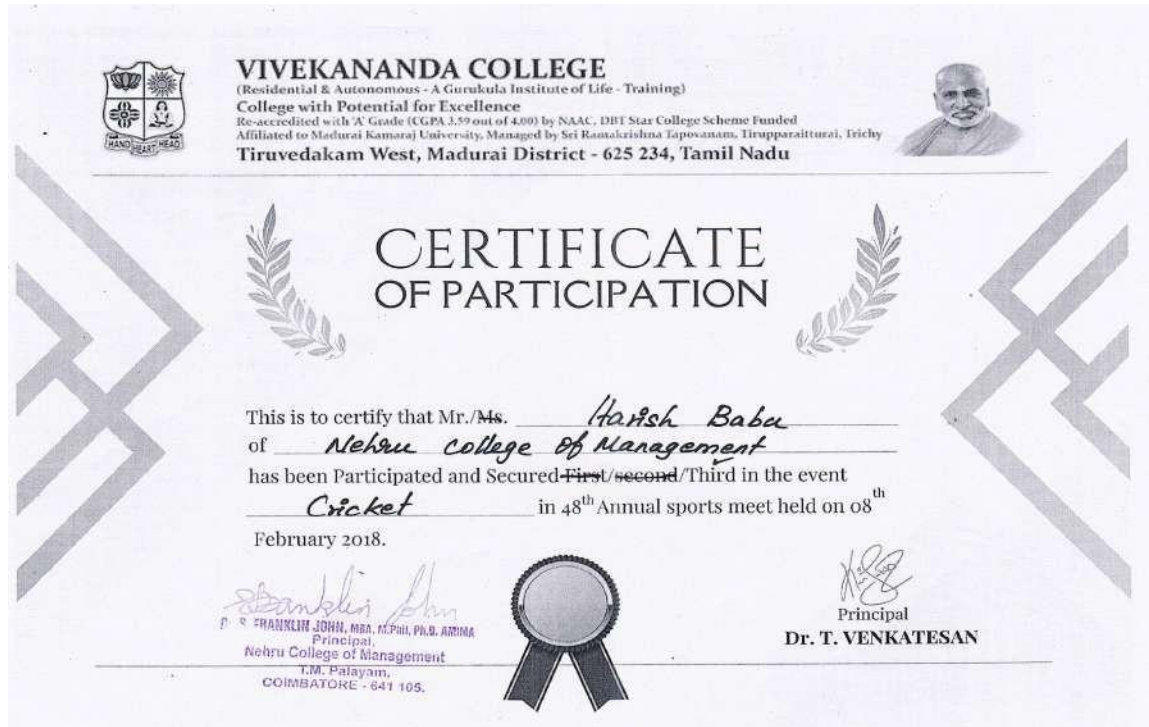 VIVEKANANDA COLLEGE
(Residential & Autonomous - A Gurukula Institute of Life - Training)
College with Potential for Excellence
Re-accredited with 'A' Grade (CGPA 3.59 out of 4.00) by NAAC, DBT Star College Scheme Funded
Affiliated to Madurai Kamaraj University, Managed by Sri Ramakrishna Tapovanam, Tirupparaitturai, Trichy
Tiruvedakam West, Madurai District - 625 234, Tamil Nadu
HAND HEART HEAD
CERTIFICATE
OF PARTICIPATION
This is to certify that Mr./Ms. Harish Babu
of Nehru college of Management
has been Participated and Secured First/second/Third in the event
Cricket in 48th Annual sports meet held on 08th
February 2018.
Franklin John
FRANKLIN JOHN, MBA, M.Phil, Ph.D. AMIMA
Principal,
Nehru College of Management
T.M. Palayam,
COIMBATORE - 641 105.
Principal
Dr. T. VENKATESAN